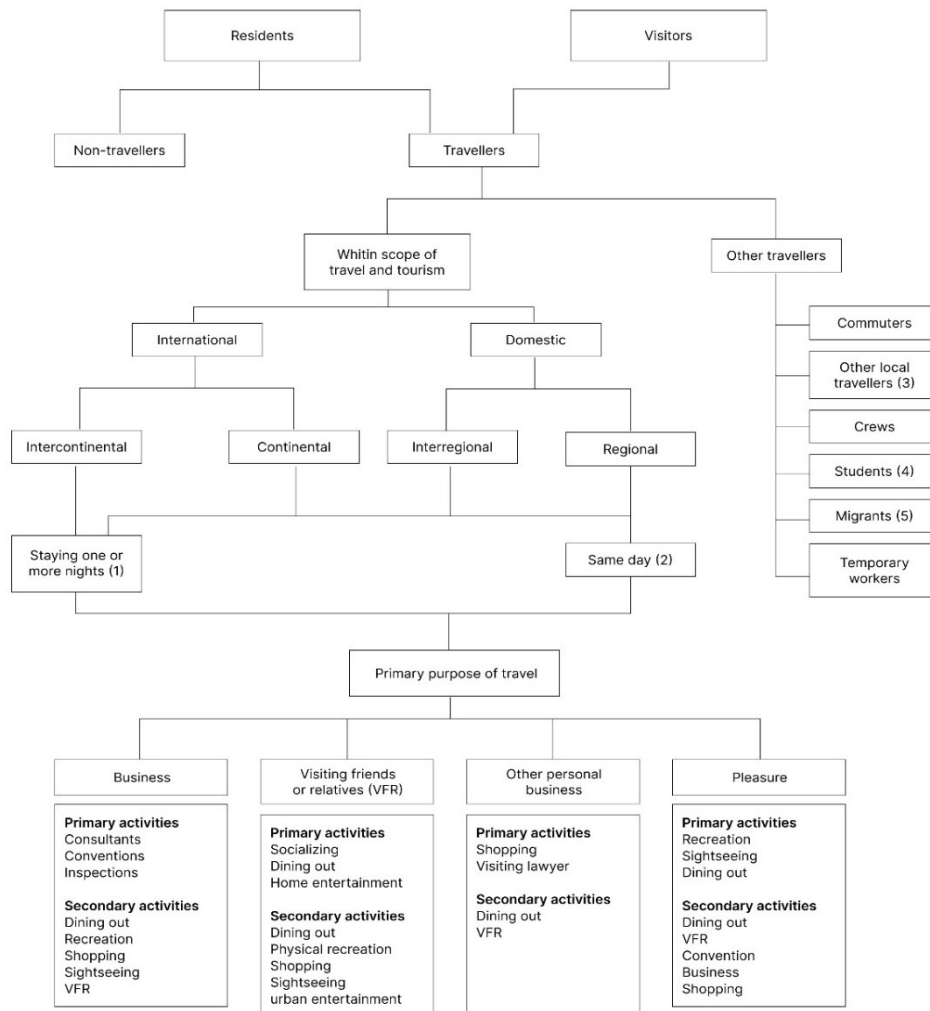 Residents
Visitors
Non-travellers
Travellers
Whitin scope of
travel and tourism
Other travellers
International
Domestic
Commuters
Other local
travellers (3)
Intercontinental
Continental
Interregional
Regional
Crews
Students (4)
Migrants (5)
Staying one or
more nights (1)
Same day (2)
Temporary
workers
Primary purpose of travel
Business
Primary activities
Consultants
Conventions
Inspections
Secondary activities
Dining out
Recreation
Shopping
Sightseeing
VFR
Visiting friends
or relatives (VFR)
Primary activities
Socializing
Dining out
Home entertainment
Secondary activities
Dining out
Physical recreation
Shopping
Sightseeing
urban entertainment
Other personal
business
Primary activities
Shopping
Visiting lawyer
Secondary activities
Dining out
VFR
Pleasure
Primary activities
Recreation
Sightseeing
Dining out
Secondary activities
Dining out
VFR
Convention
Business
Shopping